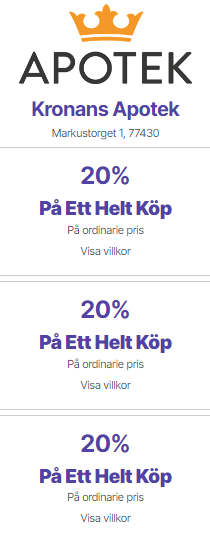 APOTEK
Kronans Apotek
Markustorget 1, 77430
20%
På Ett Helt Köp
På ordinarie pris
Visa villkor
20%
På Ett Helt Köp
På ordinarie pris
Visa villkor
20%
På Ett Helt Köp
På ordinarie pris
Visa villkor